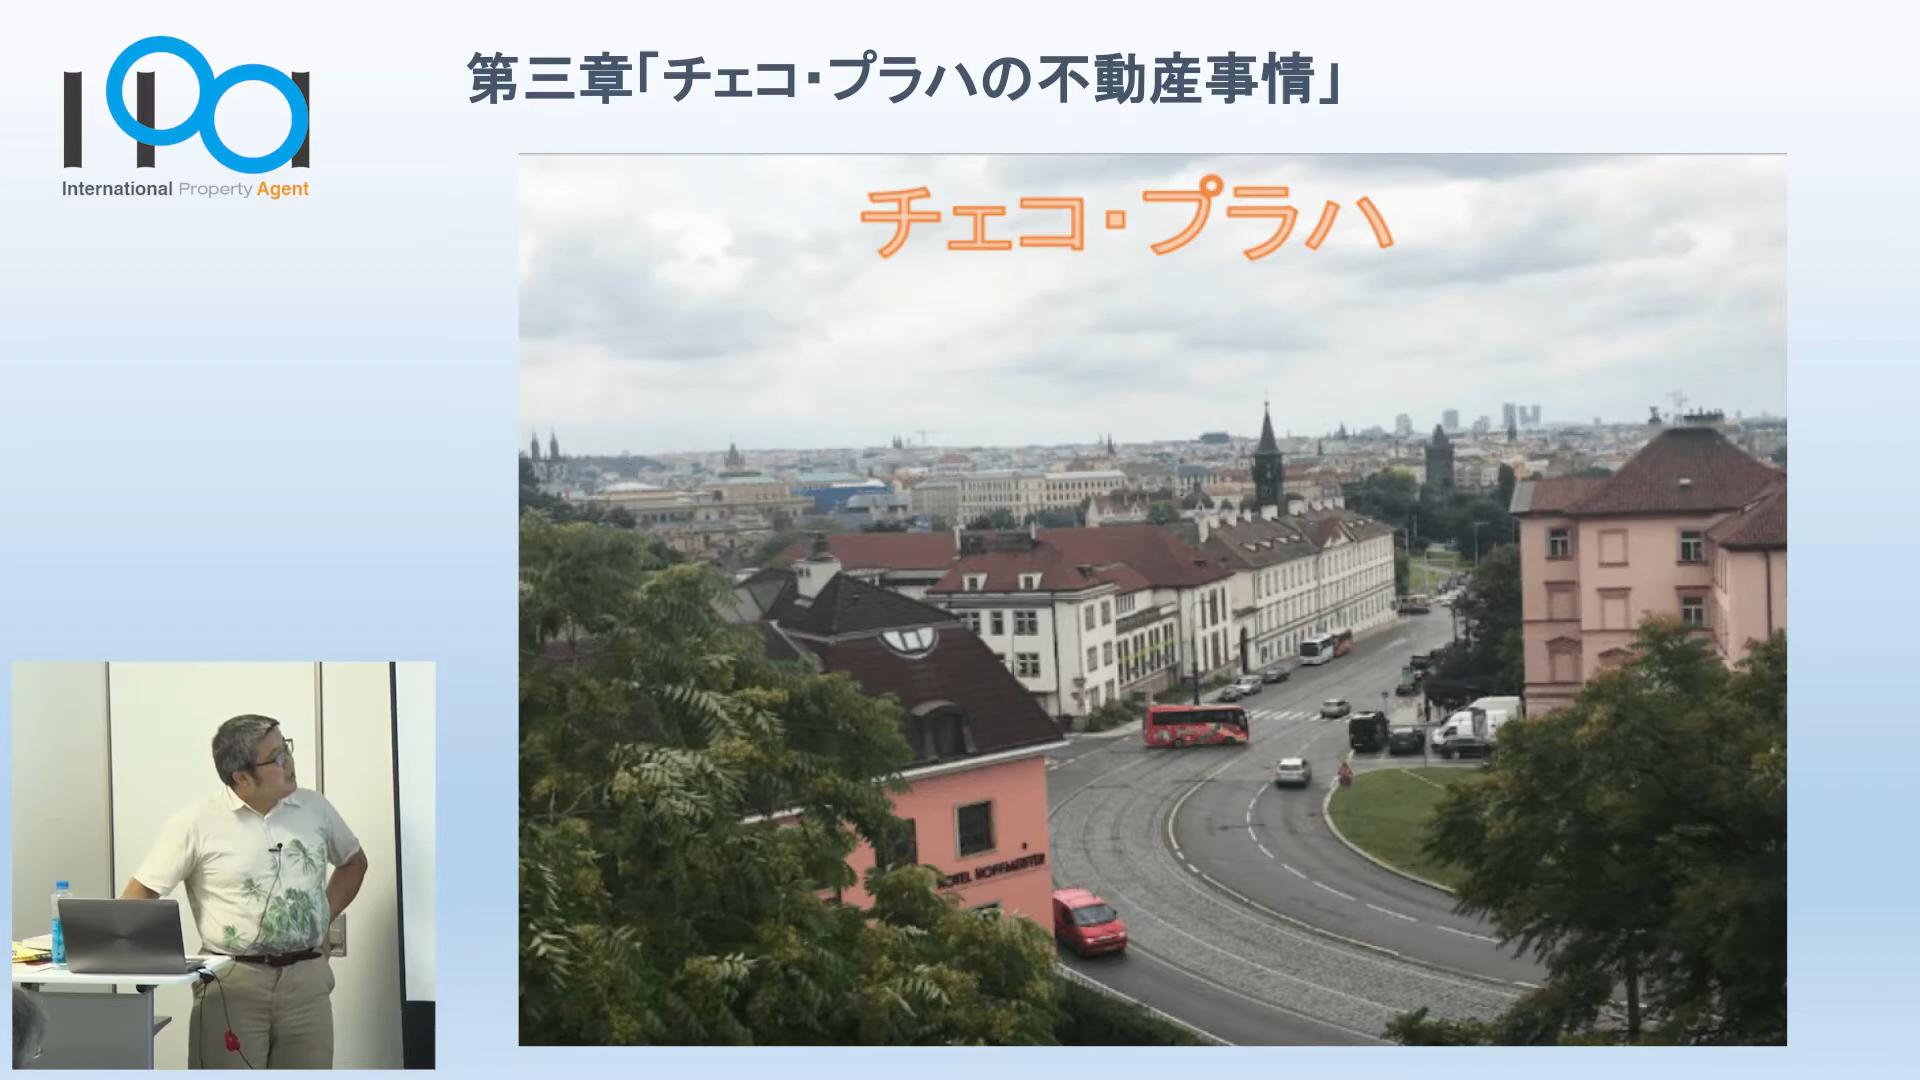 IPA
International Property Agent
第三章「チェコ・プラハの不動産事情」
チェコ・プラハ
HOTEL HOFFMEISTER